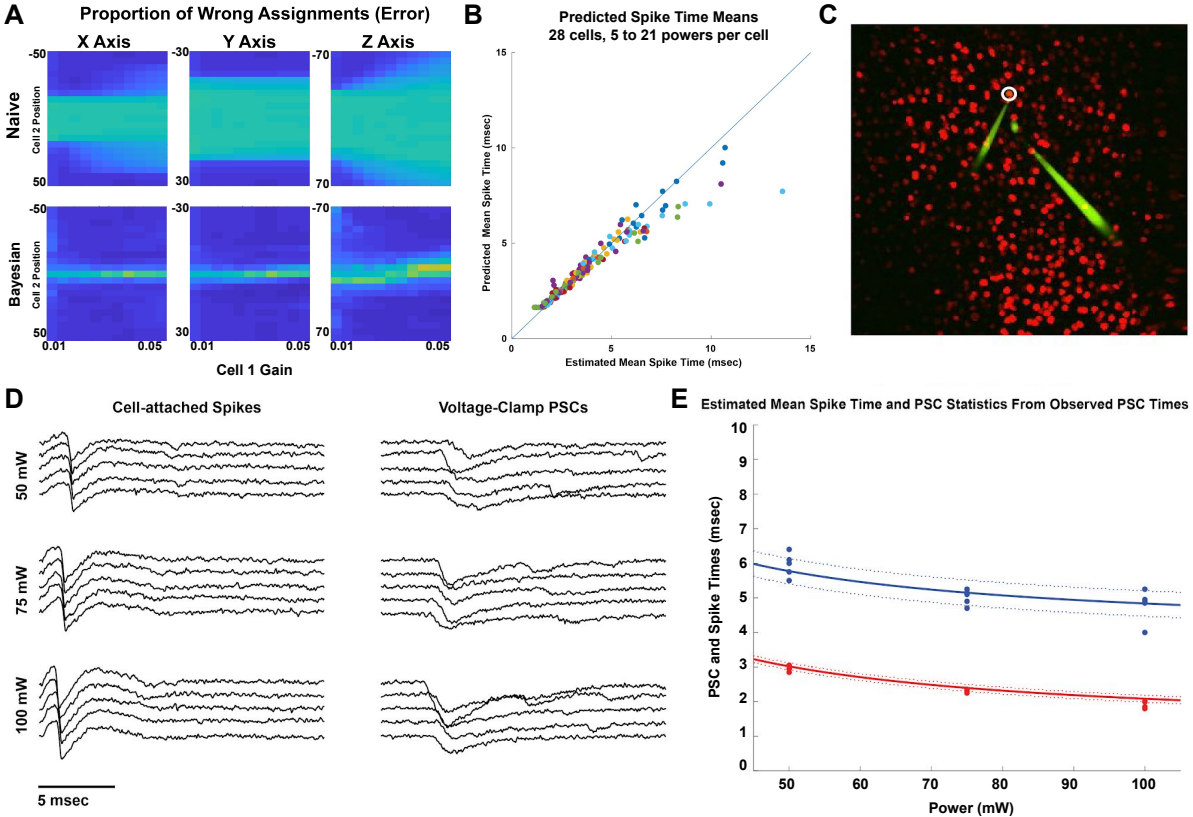 A
Proportion of Wrong Assignments (Error)
X Axis
Y Axis
Z Axis
Naive
Cell 2 Position
-50
50
-30
30
-70
70
Bayesian
Cell 2 Position
-50
50
-30
30
-70
70
0.01
0.05
0.01
0.05
0.01
0.05
Cell 1 Gain
B
Predicted Spike Time Means
28 cells, 5 to 21 powers per cell
Predicted Mean Spike Time (msec)
15
10
5
0
0
5
10
15
Estimated Mean Spike Time (msec)
C
D
Cell-attached Spikes
Voltage-Clamp PSCs
50 mW
75 mW
100 mW
5 msec
E
Estimated Mean Spike Time and PSC Statistics From Observed PSC Times
PSC and Spike Times (msec)
10
9
8
7
6
5
4
3
2
1
0
50
60
70
80
90
100
Power (mW)